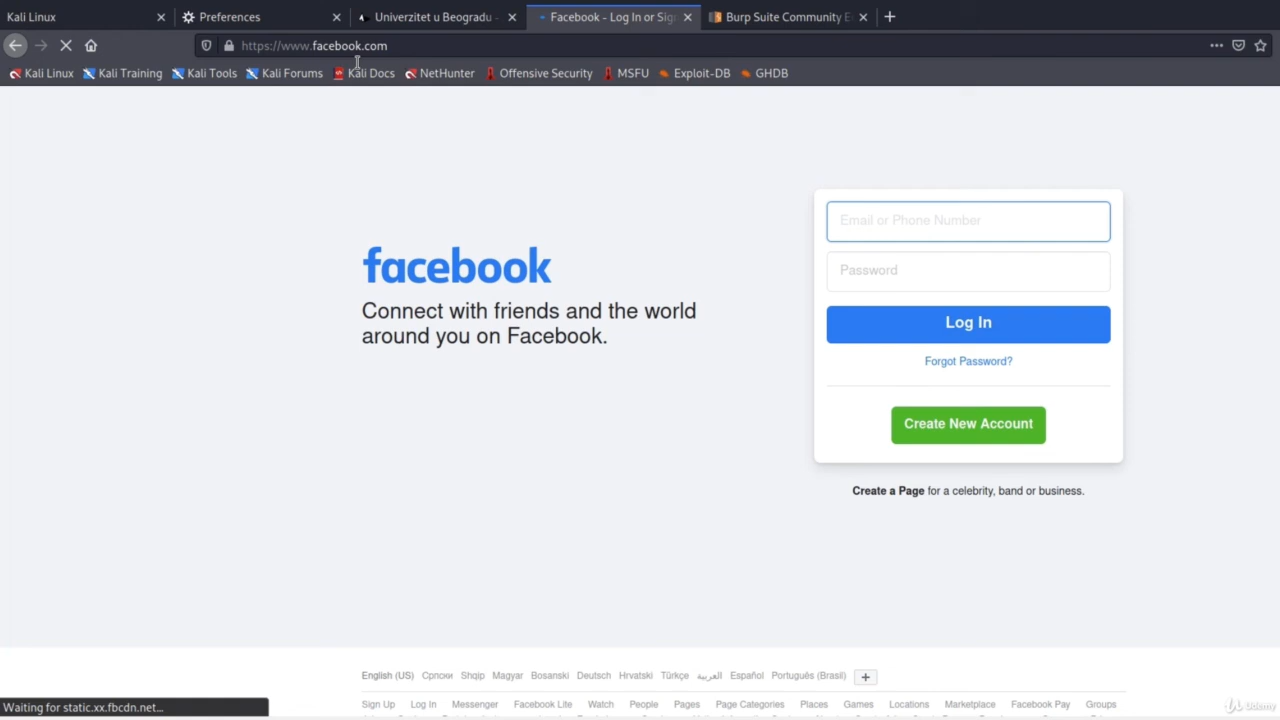 Kali Linux
Preferences
Univerzitet u Beogradu -
Facebook - Log In or Sig
Burp Suite Community E
https://www.facebook.com
Kali Linux Kali Training Kali Tools Kali Forums Kali Docs NetHunter Offensive Security MSFU Exploit-DB GHDB
facebook
Connect with friends and the world
around you on Facebook.
Email or Phone Number
Password
Log In
Forgot Password?
Create New Account
Create a Page for a celebrity, band or business.
English (US) Српски Shqip Magyar Bosanski Deutsch Hrvatski Türkçe العربية Español Português (Brasil)
Sign Up Log In Messenger Facebook Lite Watch People Pages Page Categories Places Games Locations Marketplace Facebook Pay Groups
Waiting for static.xx.fbcdn.net...
Udemy